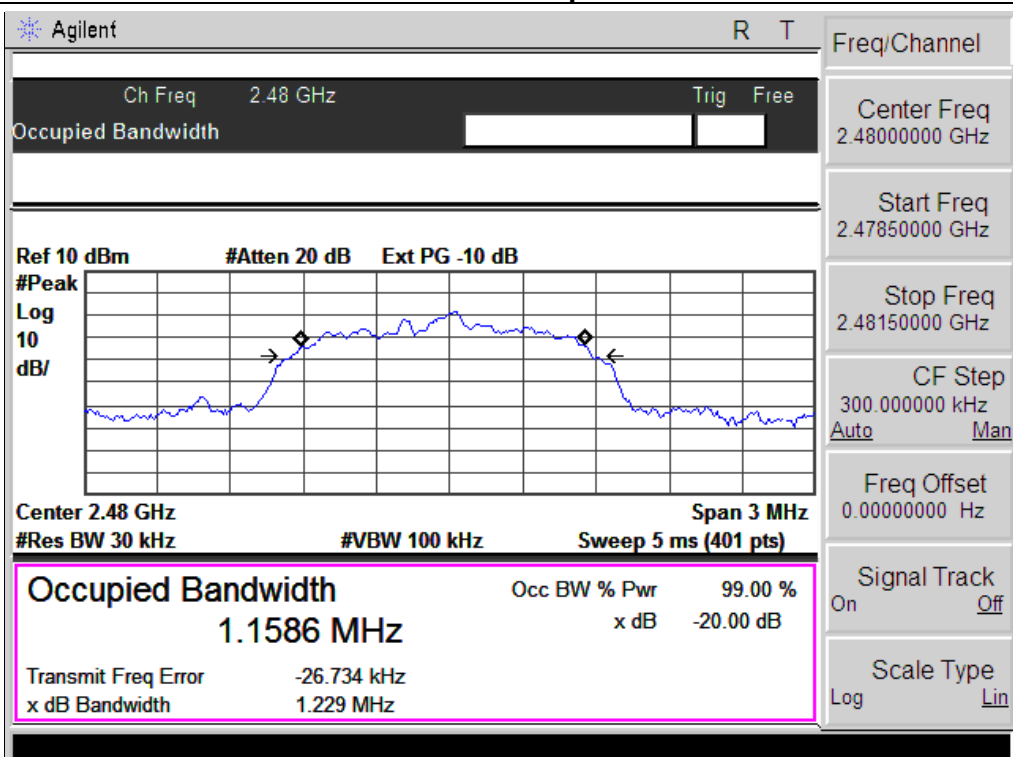 Agilent R T
Ch Freq 2.48 GHz Trig Free
Occupied Bandwidth
Ref 10 dBm #Atten 20 dB Ext PG -10 dB
#Peak
Log
10
dB/
Center 2.48 GHz Span 3 MHz
#Res BW 30 kHz #VBW 100 kHz Sweep 5 ms (401 pts)
Occupied Bandwidth Occ BW % Pwr 99.00 %
1.1586 MHz x dB -20.00 dB
Transmit Freq Error -26.734 kHz
x dB Bandwidth 1.229 MHz
Freq/Channel
Center Freq
2.48000000 GHz
Start Freq
2.47850000 GHz
Stop Freq
2.48150000 GHz
CF Step
300.000000 kHz
Auto Man
Freq Offset
0.00000000 Hz
Signal Track
On Off
Scale Type
Log Lin